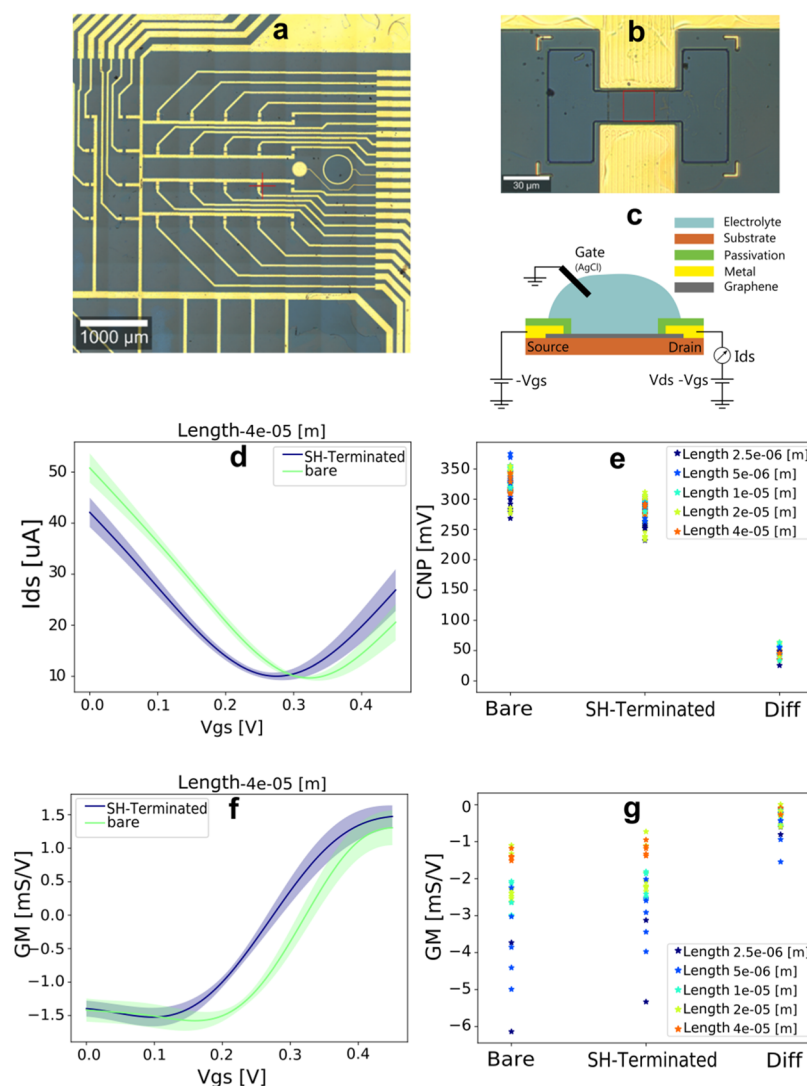 a
1000 µm
b
30 µm
c
Gate
(AgCl)
Electrolyte
Substrate
Passivation
Metal
Graphene
Source
Drain
Ids
-Vgs
Vds -Vgs
Length-4e-05 [m]
d
SH-Terminated
bare
50
40
30
20
10
Ids [uA]
0.0 0.1 0.2 0.3 0.4
Vgs [V]
e
Length 2.5e-06 [m]
Length 5e-06 [m]
Length 1e-05 [m]
Length 2e-05 [m]
Length 4e-05 [m]
350
300
250
200
150
100
50
0
CNP [mV]
Bare SH-Terminated Diff
Length-4e-05 [m]
f
SH-Terminated
bare
1.5
1.0
0.5
0.0
−0.5
−1.0
−1.5
GM [mS/V]
0.0 0.1 0.2 0.3 0.4
Vgs [V]
g
0
−1
−2
−3
−4
−5
−6
GM [mS/V]
Length 2.5e-06 [m]
Length 5e-06 [m]
Length 1e-05 [m]
Length 2e-05 [m]
Length 4e-05 [m]
Bare SH-Terminated Diff